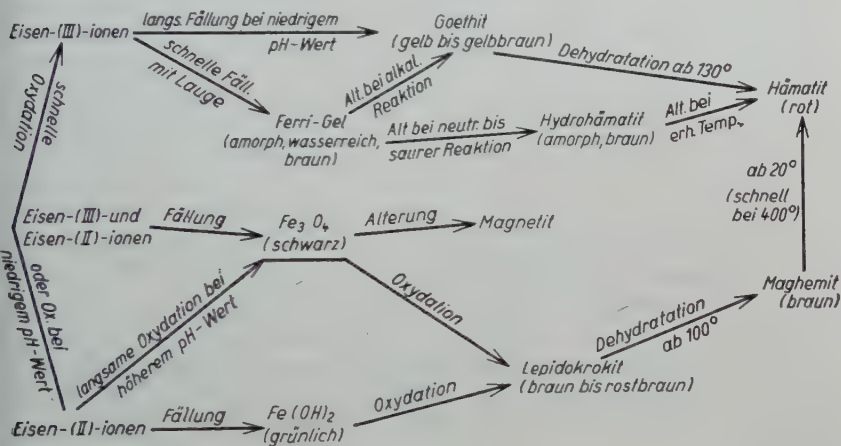 Eisen-(III)-ionen
langs. Fällung bei niedrigem
pH-Wert
Goethit
(gelb bis gelbbraun)
Dehydratation ab 130°
Hämatit
(rot)
schnelle
Oxydation
schnelle Fäll.
mit Lauge
Alt. bei alkal.
Reaktion
Ferri-Gel
(amorph, wasserreich,
braun)
Alt bei neutr. bis
saurer Reaktion
Hydrohämatit
(amorph, braun)
Alt. bei
erh. Temp.
ab 20°
(schnell
bei 400°)
Eisen-(III)-und
Eisen-(II)-ionen
Fällung
Fe3 O4
(schwarz)
Alterung
Magnetit
oder Ox. bei
niedrigem pH-Wert
langsame Oxydation bei
höherem pH-Wert
Oxydation
Maghemit
(braun)
Dehydratation
ab 100°
Lepidokrokit
(braun bis rostbraun)
Eisen-(II)-ionen
Fällung
Fe (OH)2
(grünlich)
Oxydation